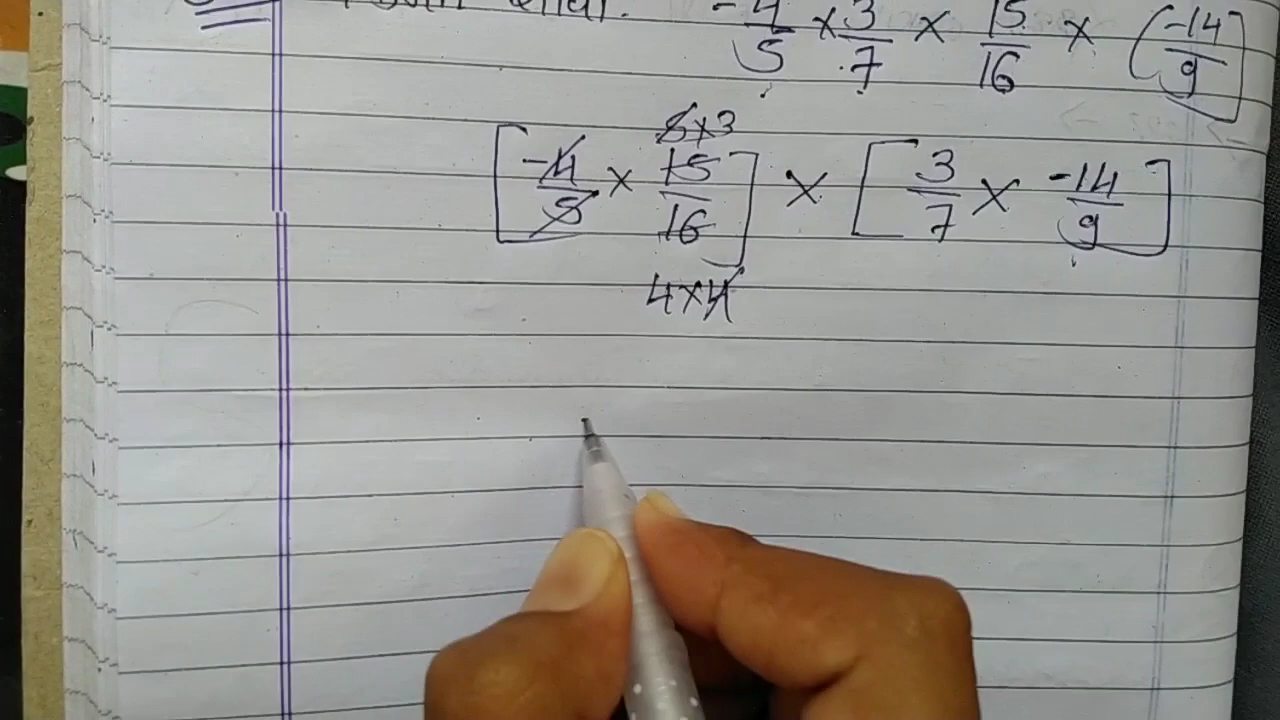 -4/5 × 3/7 × 15/16 × (-14/9)
5×3
[-4/5 × 15/16] × [3/7 × -14/9]
4×4